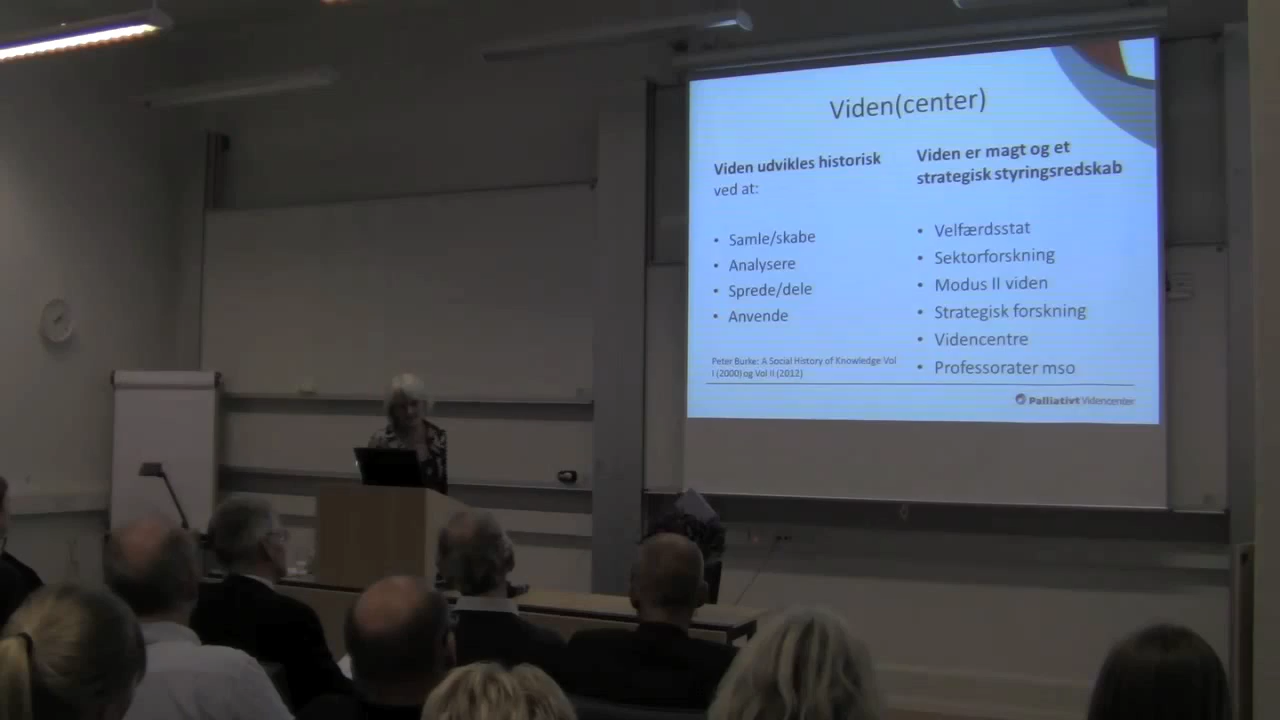 Viden(center)
Viden udvikles historisk
ved at:
• Samle/skabe
• Analysere
• Sprede/dele
• Anvende
Peter Burke: A Social History of Knowledge Vol
I (2000) og Vol II (2012)
Viden er magt og et
strategisk styringsredskab
• Velfærdsstat
• Sektorforskning
• Modus II viden
• Strategisk forskning
• Videncentre
• Professorater mso
Palliativt Videncenter